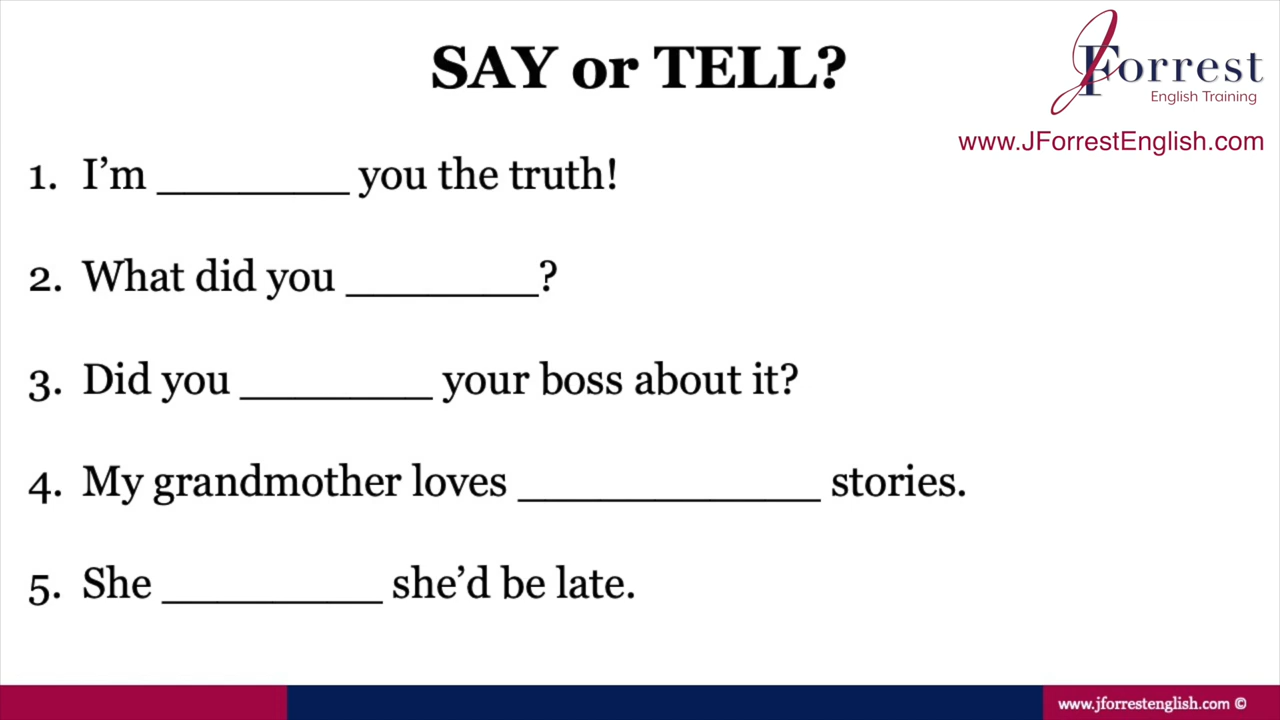 SAY or TELL?
JForrest
English Training
www.JForrestEnglish.com
1. I'm ________ you the truth!
2. What did you ________?
3. Did you ________ your boss about it?
4. My grandmother loves ____________ stories.
5. She _________ she'd be late.
www.jforrestenglish.com ©